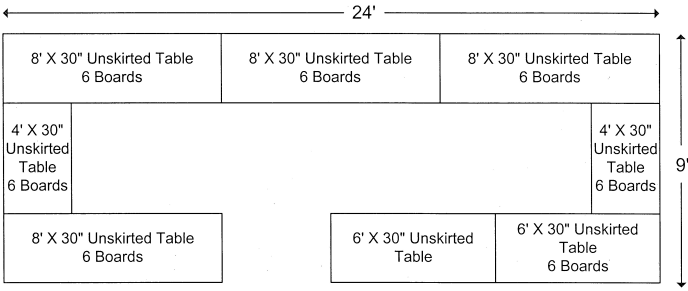 24'
8' X 30" Unskirted Table
6 Boards
8' X 30" Unskirted Table
6 Boards
8' X 30" Unskirted Table
6 Boards
4' X 30"
Unskirted
Table
6 Boards
4' X 30"
Unskirted
Table
6 Boards
9'
8' X 30" Unskirted Table
6 Boards
6' X 30" Unskirted
Table
6' X 30" Unskirted
Table
6 Boards